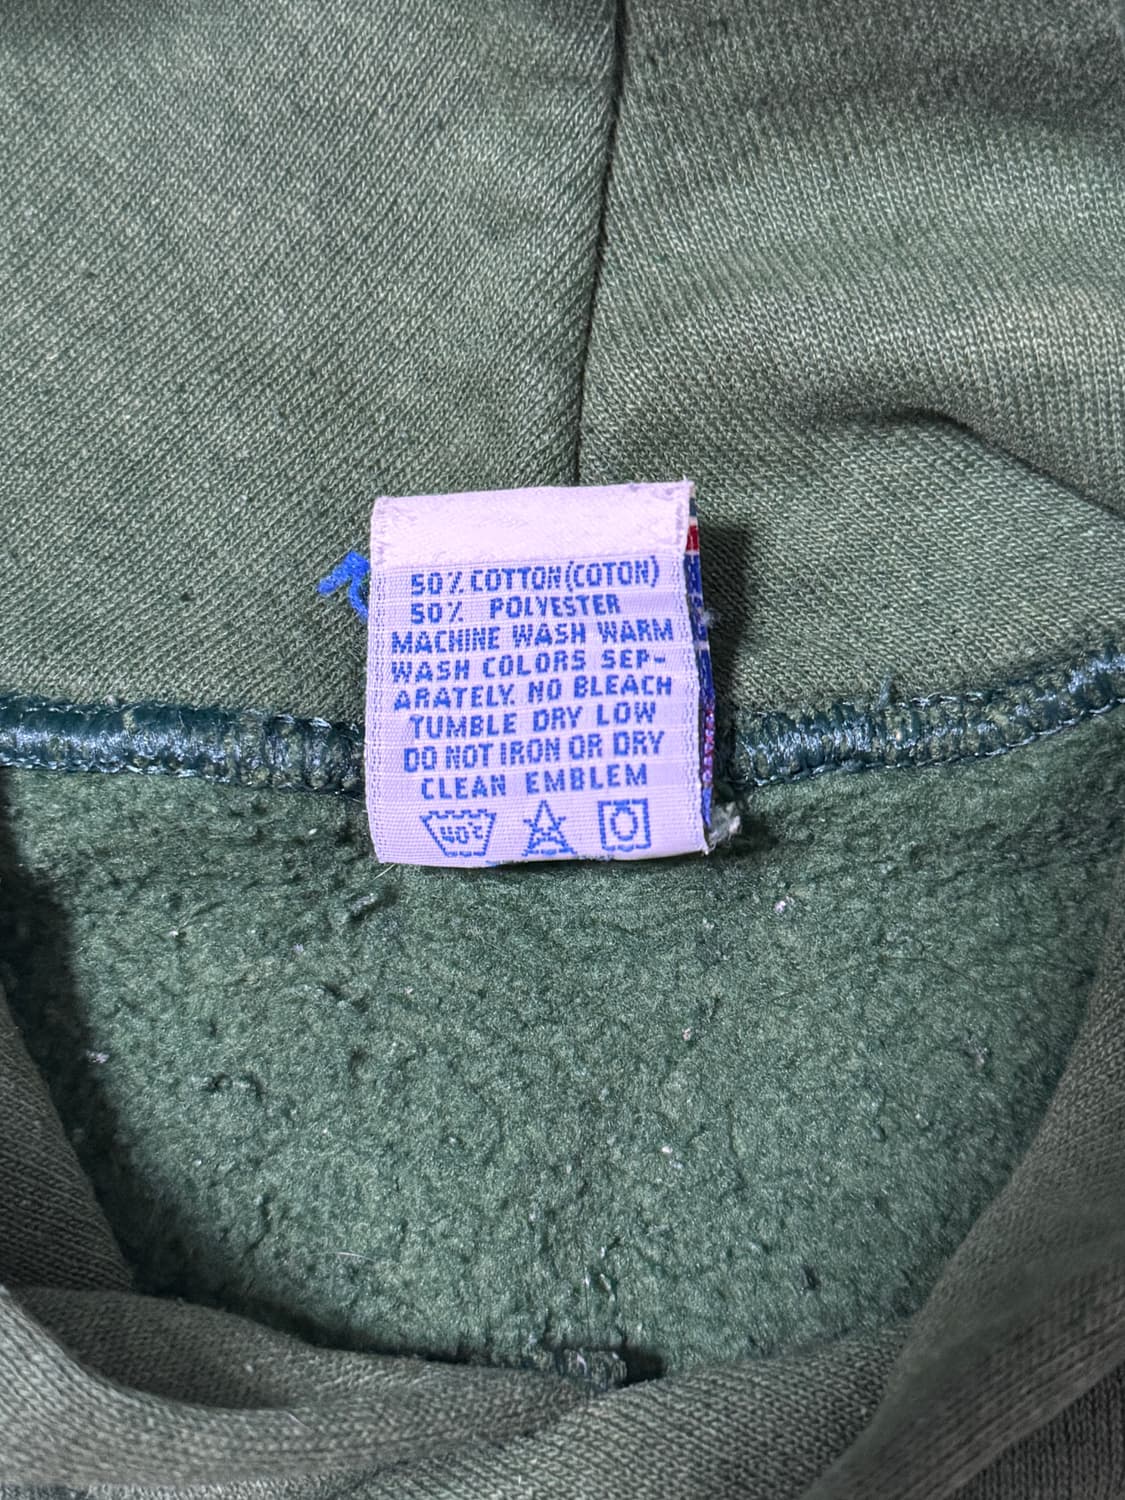 50% COTTON (COTON)
50% POLYESTER
MACHINE WASH WARM
WASH COLORS SEP-
ARATELY. NO BLEACH
TUMBLE DRY LOW
DO NOT IRON OR DRY
CLEAN EMBLEM
40°C